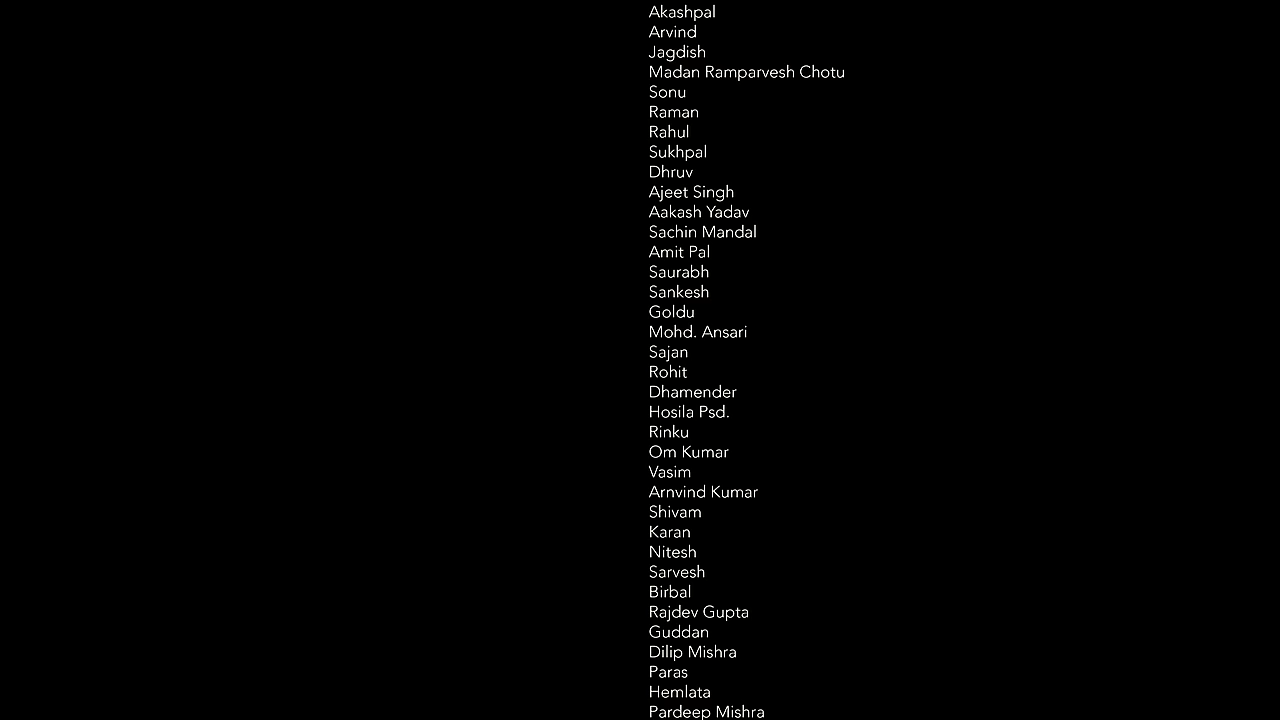 Akashpal
Arvind
Jagdish
Madan Ramparvesh Chotu
Sonu
Raman
Rahul
Sukhpal
Dhruv
Ajeet Singh
Aakash Yadav
Sachin Mandal
Amit Pal
Saurabh
Sankesh
Goldu
Mohd. Ansari
Sajan
Rohit
Dhamender
Hosila Psd.
Rinku
Om Kumar
Vasim
Arnvind Kumar
Shivam
Karan
Nitesh
Sarvesh
Birbal
Rajdev Gupta
Guddan
Dilip Mishra
Paras
Hemlata
Pardeep Mishra